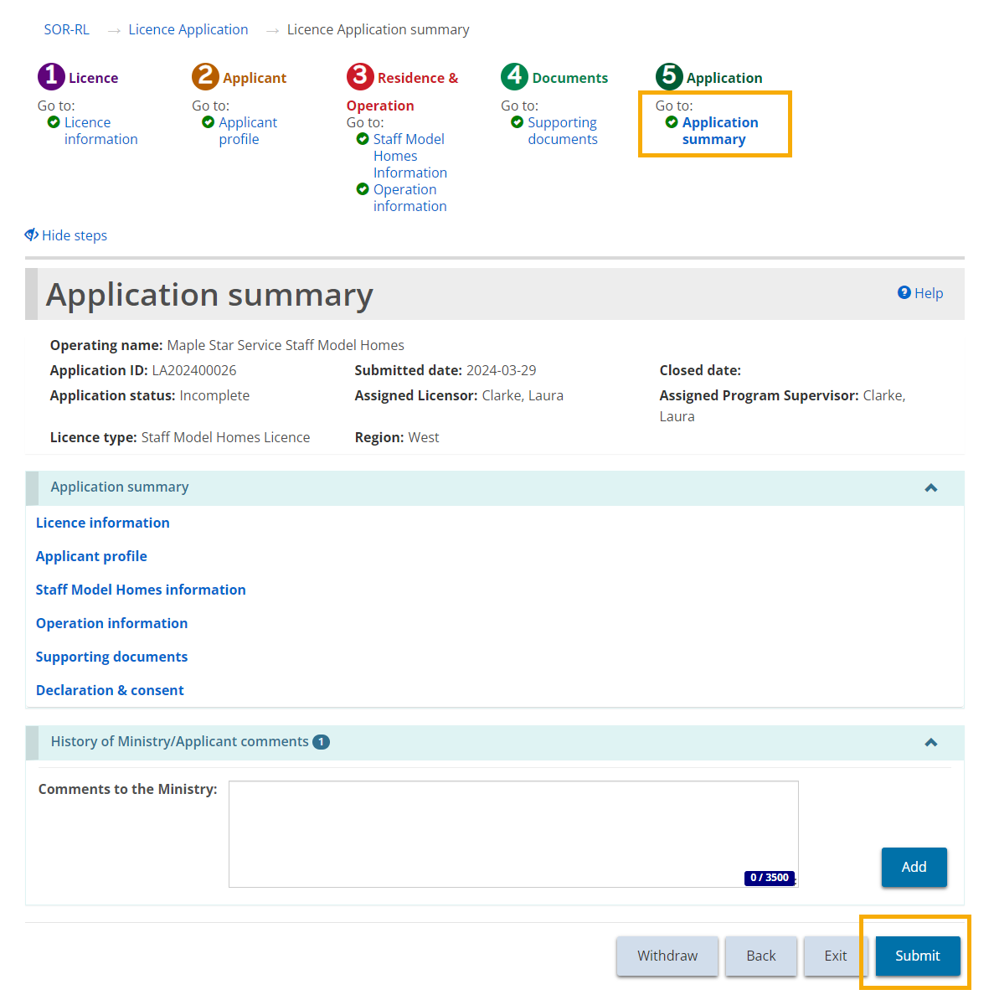 SOR-RL → Licence Application → Licence Application summary
1 Licence
Go to:
Licence
information
2 Applicant
Go to:
Applicant
profile
3 Residence &
Operation
Go to:
Staff Model
Homes
Information
Operation
information
4 Documents
Go to:
Supporting
documents
5 Application
Go to:
Application
summary
Hide steps
Application summary
Help
Operating name: Maple Star Service Staff Model Homes
Application ID: LA202400026 Submitted date: 2024-03-29 Closed date:
Application status: Incomplete Assigned Licensor: Clarke, Laura Assigned Program Supervisor: Clarke,
Laura
Licence type: Staff Model Homes Licence Region: West
Application summary
Licence information
Applicant profile
Staff Model Homes information
Operation information
Supporting documents
Declaration & consent
History of Ministry/Applicant comments 1
Comments to the Ministry:
0 / 3500
Add
Withdraw Back Exit Submit